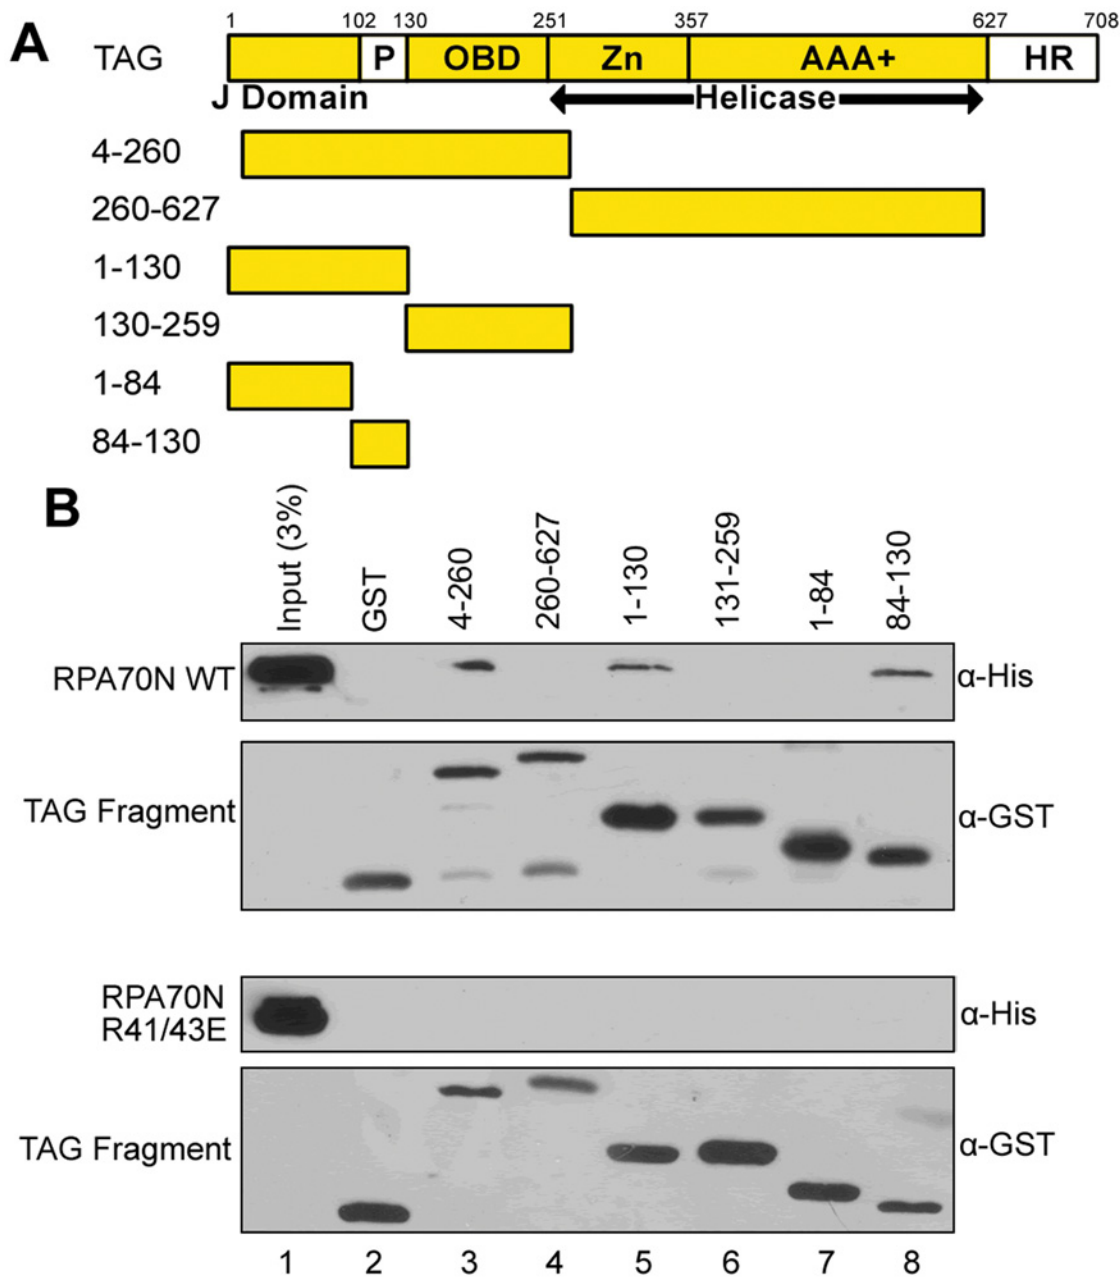 A
1 102 130 251 357 627 708
TAG P OBD Zn AAA+ HR
J Domain Helicase
4-260
260-627
1-130
130-259
1-84
84-130
B
Input (3%) GST 4-260 260-627 1-130 131-259 1-84 84-130
RPA70N WT α-His
TAG Fragment α-GST
RPA70N
R41/43E α-His
TAG Fragment α-GST
1 2 3 4 5 6 7 8